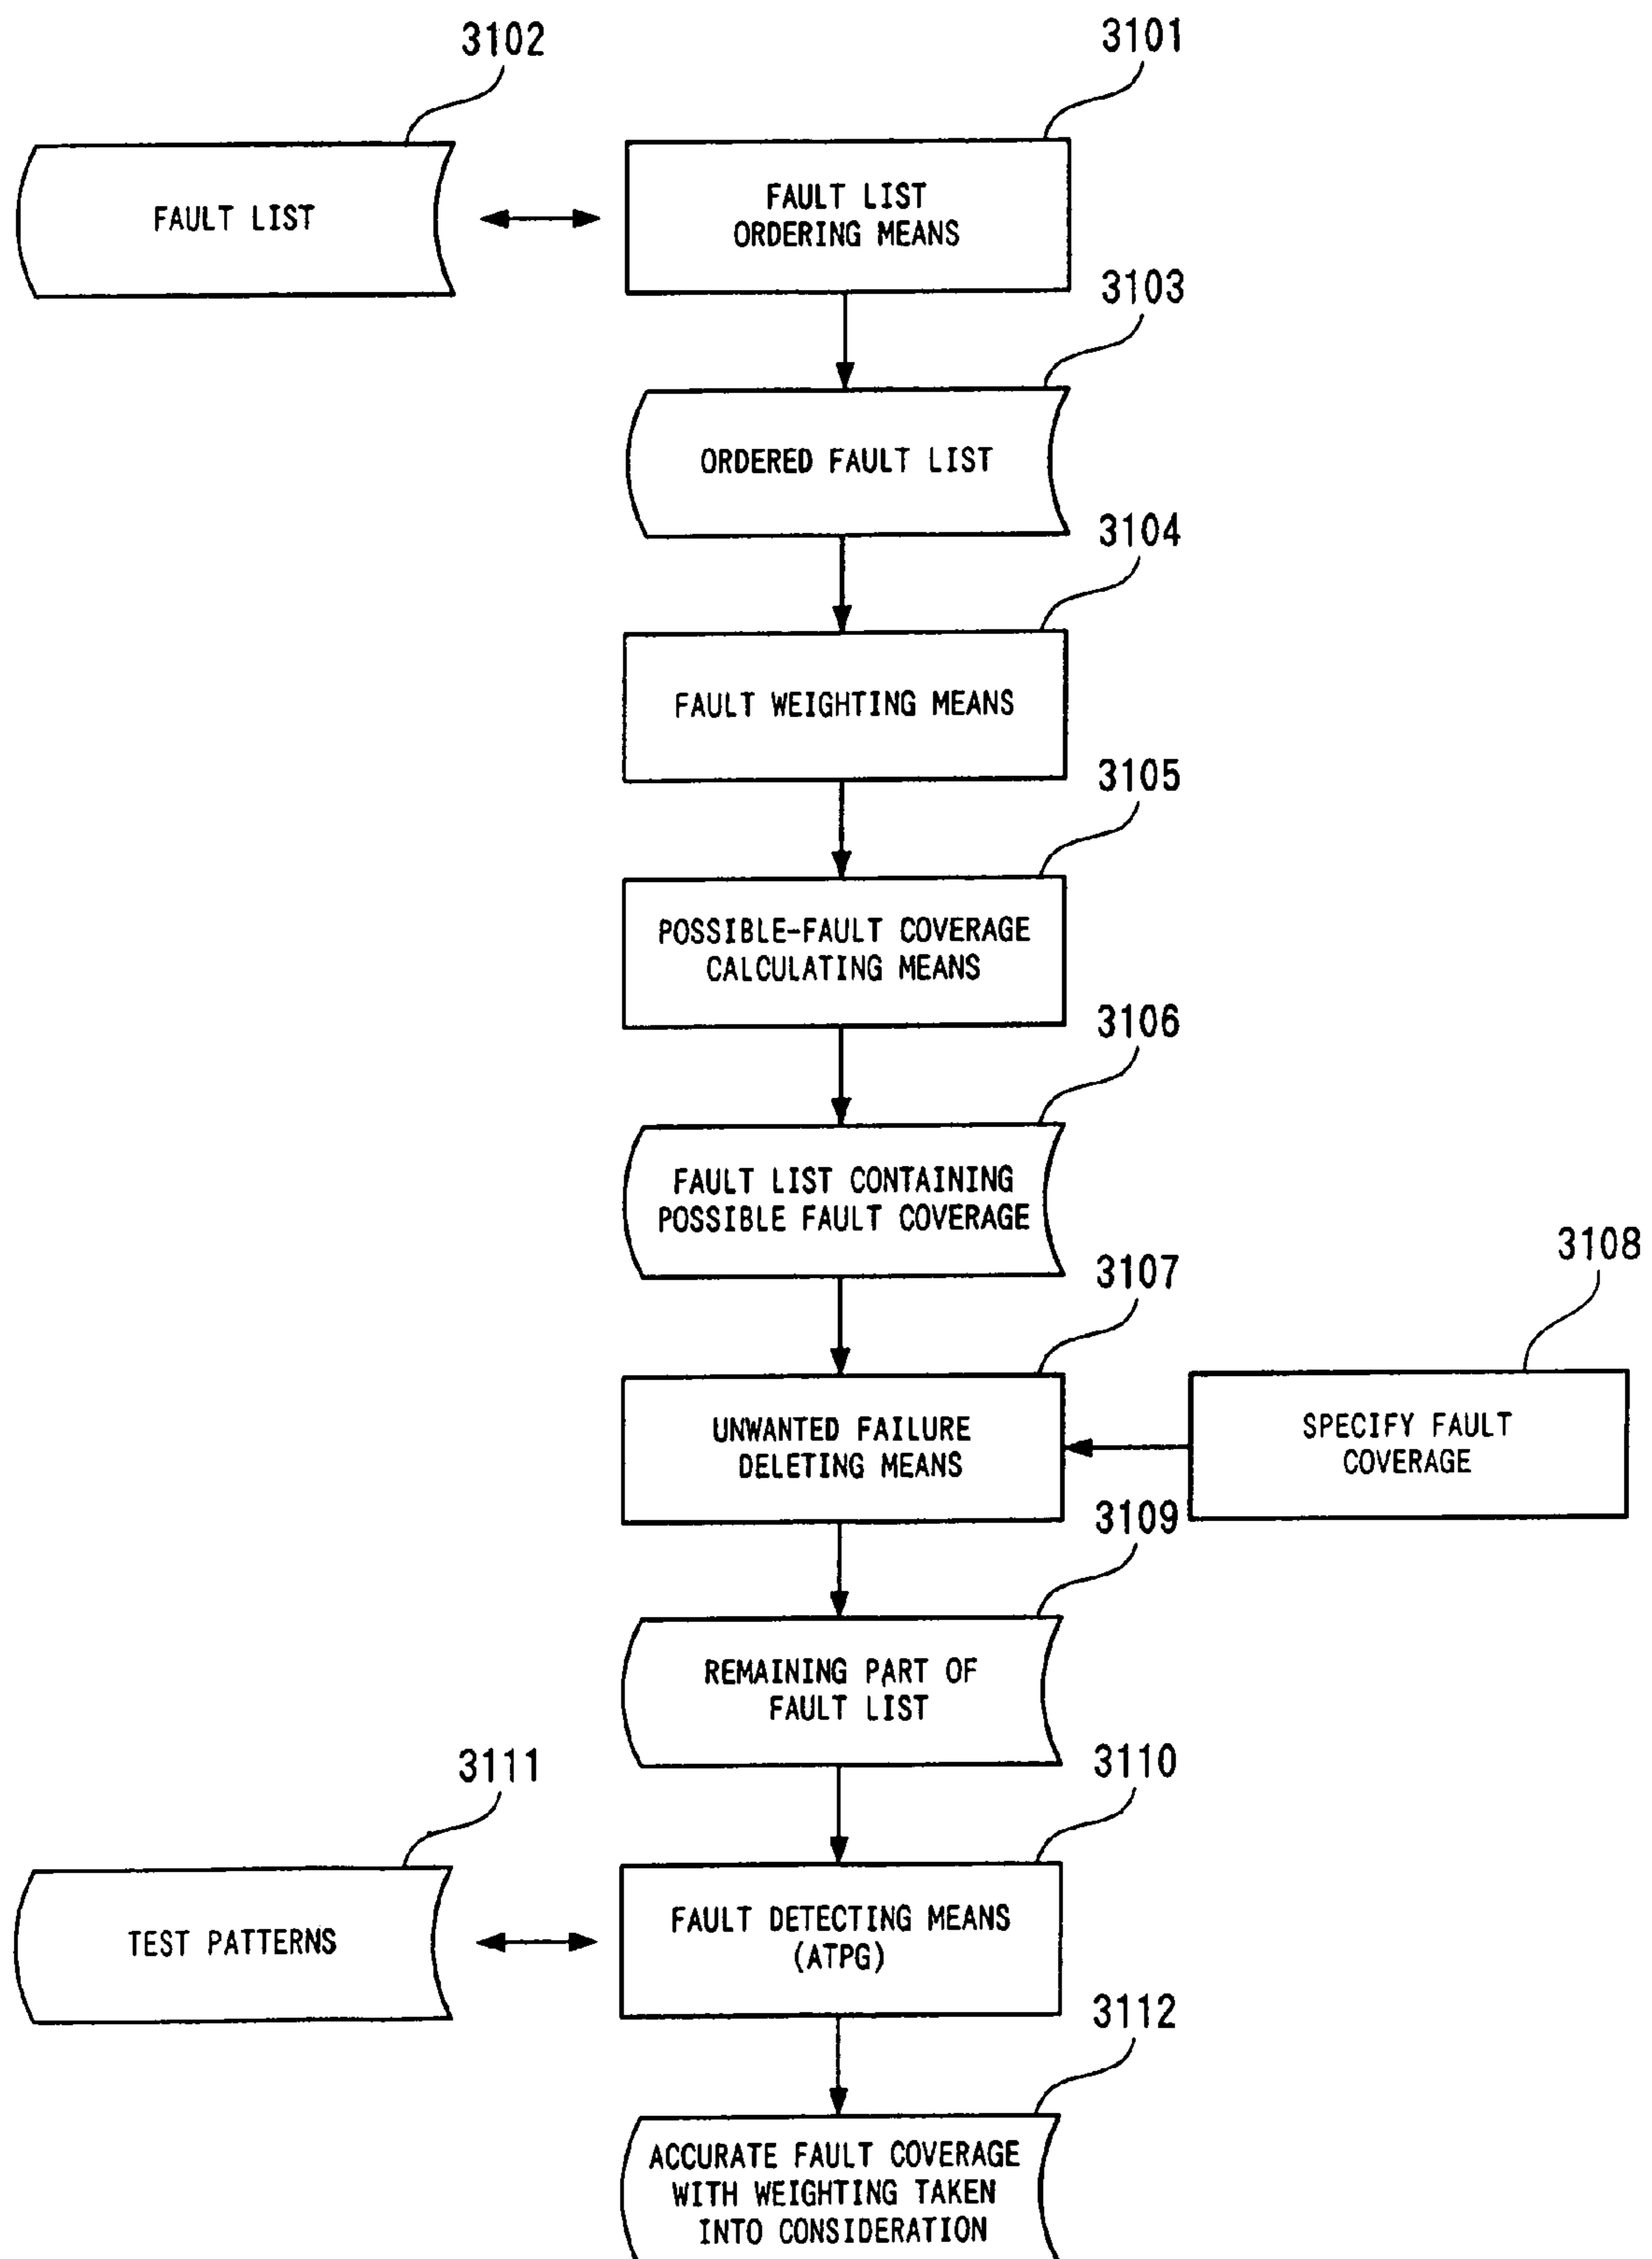 3102
3101
FAULT LIST
FAULT LIST
ORDERING MEANS
3103
ORDERED FAULT LIST
3104
FAULT WEIGHTING MEANS
3105
POSSIBLE-FAULT COVERAGE
CALCULATING MEANS
3106
FAULT LIST CONTAINING
POSSIBLE FAULT COVERAGE
3107
3108
UNWANTED FAILURE
DELETING MEANS
SPECIFY FAULT
COVERAGE
3109
REMAINING PART OF
FAULT LIST
3111
3110
TEST PATTERNS
FAULT DETECTING MEANS
(ATPG)
3112
ACCURATE FAULT COVERAGE
WITH WEIGHTING TAKEN
INTO CONSIDERATION